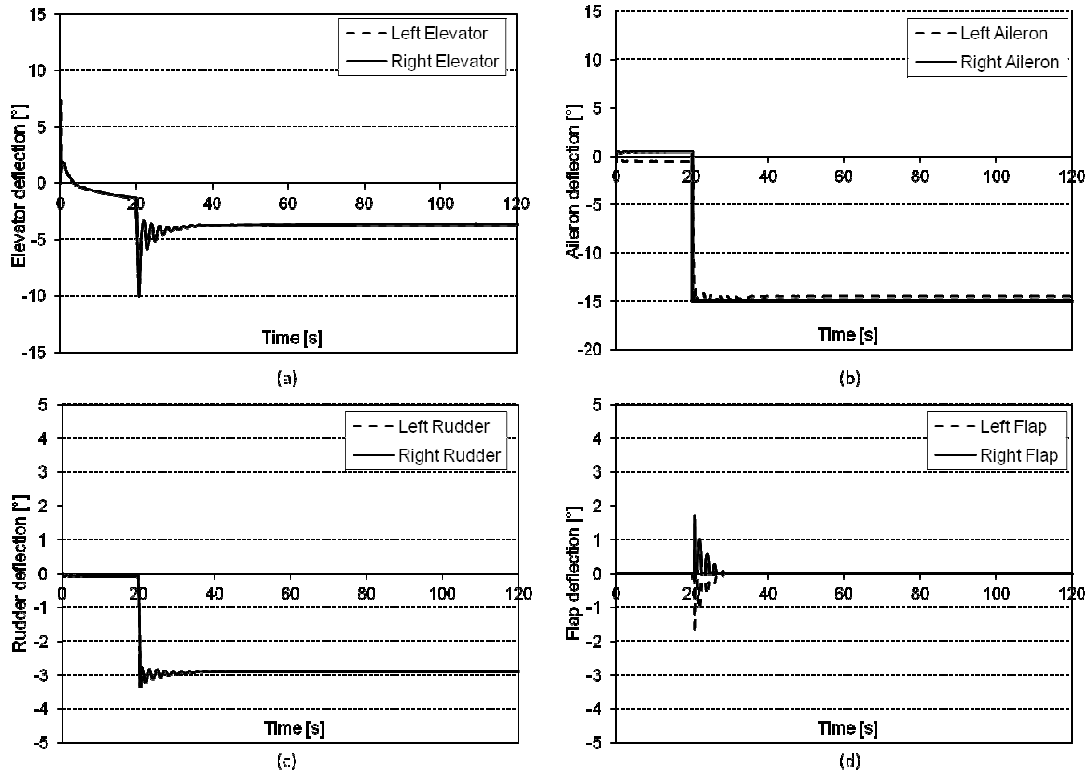 15
10
5
0
-5
-10
-15
0 20 40 60 80 100 120
Elevator deflection [°]
Time [s]
Left Elevator
Right Elevator
(a)
15
10
5
0
-5
-10
-15
-20
0 20 40 60 80 100 120
Aileron deflection [°]
Time [s]
Left Aileron
Right Aileron
(b)
5
4
3
2
1
0
-1
-2
-3
-4
-5
0 20 40 60 80 100 120
Rudder deflection [°]
Time [s]
Left Rudder
Right Rudder
(c)
5
4
3
2
1
0
-1
-2
-3
-4
-5
0 20 40 60 80 100 120
Flap deflection [°]
Time [s]
Left Flap
Right Flap
(d)